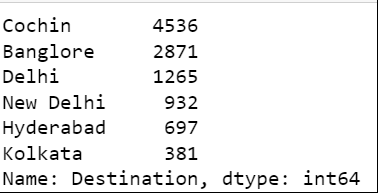 Cochin 4536
Banglore 2871
Delhi 1265
New Delhi 932
Hyderabad 697
Kolkata 381
Name: Destination, dtype: int64